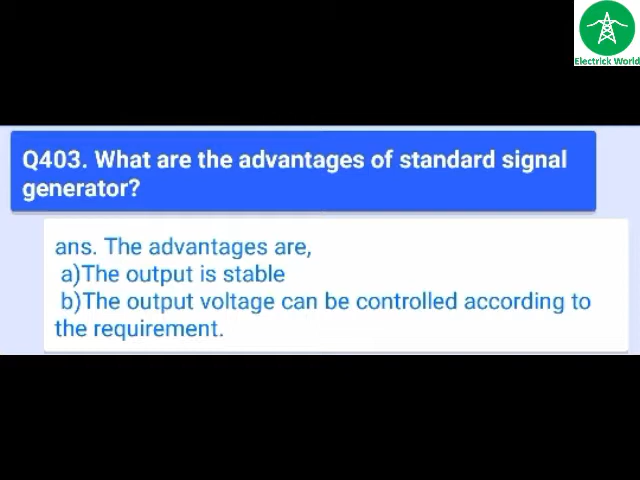 Electrick World
Q403. What are the advantages of standard signal
generator?
ans. The advantages are,
a)The output is stable
b)The output voltage can be controlled according to
the requirement.